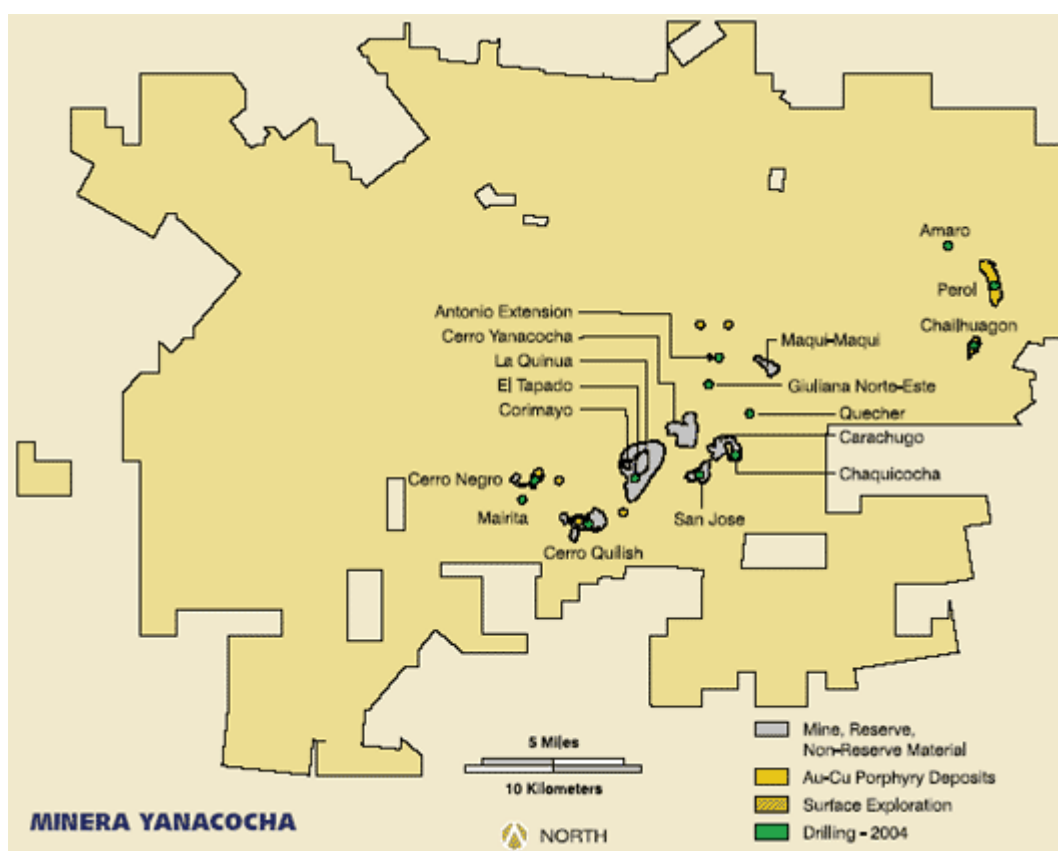 Amaro
Perol
Chailhuagon
Antonio Extension
Cerro Yanacocha
La Quinua
El Tapado
Corimayo
Maqui-Maqui
Giuliana Norte-Este
Quecher
Carachugo
Chaquicocha
Cerro Negro
Mairita
San Jose
Cerro Quilish
5 Miles
10 Kilometers
Mine, Reserve,
Non-Reserve Material
Au-Cu Porphyry Deposits
Surface Exploration
Drilling - 2004
MINERA YANACOCHA
NORTH